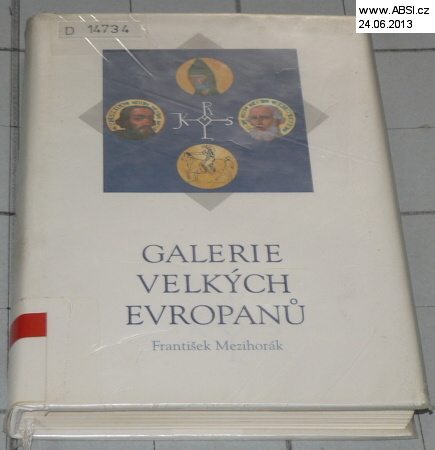 www.ABSI.cz
24.06.2013
D 14734
R
K S
L
GALERIE
VELKÝCH
EVROPANŮ
František Mezihorák